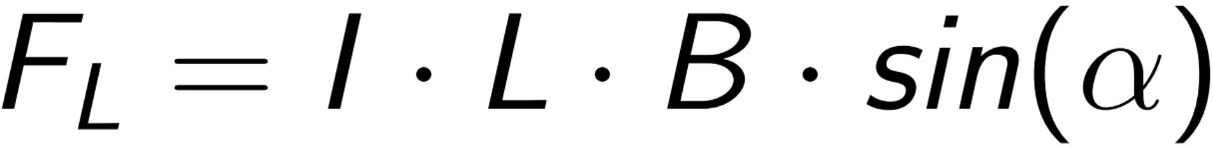 F_L = I · L · B · sin(α)